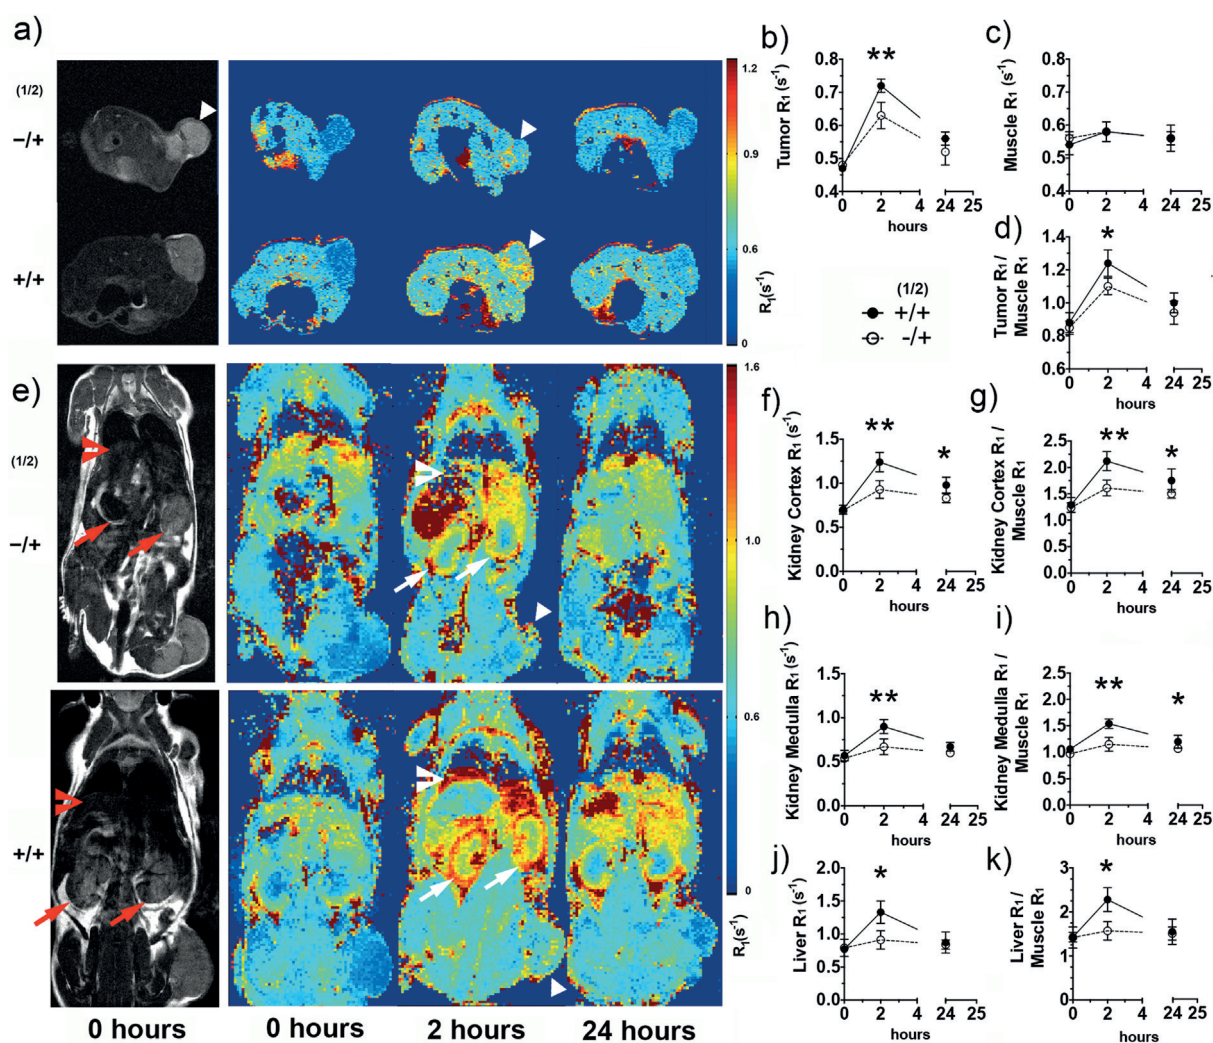 a)
(1/2)
−/+
+/+
1.2
0.9
0.6
0
R₁(s⁻¹)
b)
Tumor R₁ (s⁻¹)
0.8
0.7
0.6
0.5
0.4
**
0 2 4 24 25
hours
c)
Muscle R₁ (s⁻¹)
0.8
0.7
0.6
0.5
0.4
0 2 4 24 25
d)
Tumor R₁ /
Muscle R₁
1.4
1.2
1.0
0.8
0.6
*
0 2 4 24 25
hours
(1/2)
+/+
-/+
e)
(1/2)
−/+
+/+
1.6
1.0
0.6
0
R₁(s⁻¹)
0 hours
0 hours
2 hours
24 hours
f)
Kidney Cortex R₁ (s⁻¹)
1.5
1.0
0.5
0.0
** *
0 2 4 24 25
g)
Kidney Cortex R₁ /
Muscle R₁
2.5
2.0
1.5
1.0
0.5
0.0
** *
0 2 4 24 25
h)
Kidney Medulla R₁ (s⁻¹)
1.5
1.0
0.5
0.0
**
0 2 4 24 25
hours
i)
Kidney Medulla R₁ /
Muscle R₁
2.5
2.0
1.5
1.0
0.5
0.0
** *
0 2 4 24 25
hours
j)
Liver R₁ (s⁻¹)
2.0
1.5
1.0
0.5
0.0
*
0 2 4 24 25
hours
k)
Liver R₁ /
Muscle R₁
3
2
1
0
*
0 2 4 24 25
hours